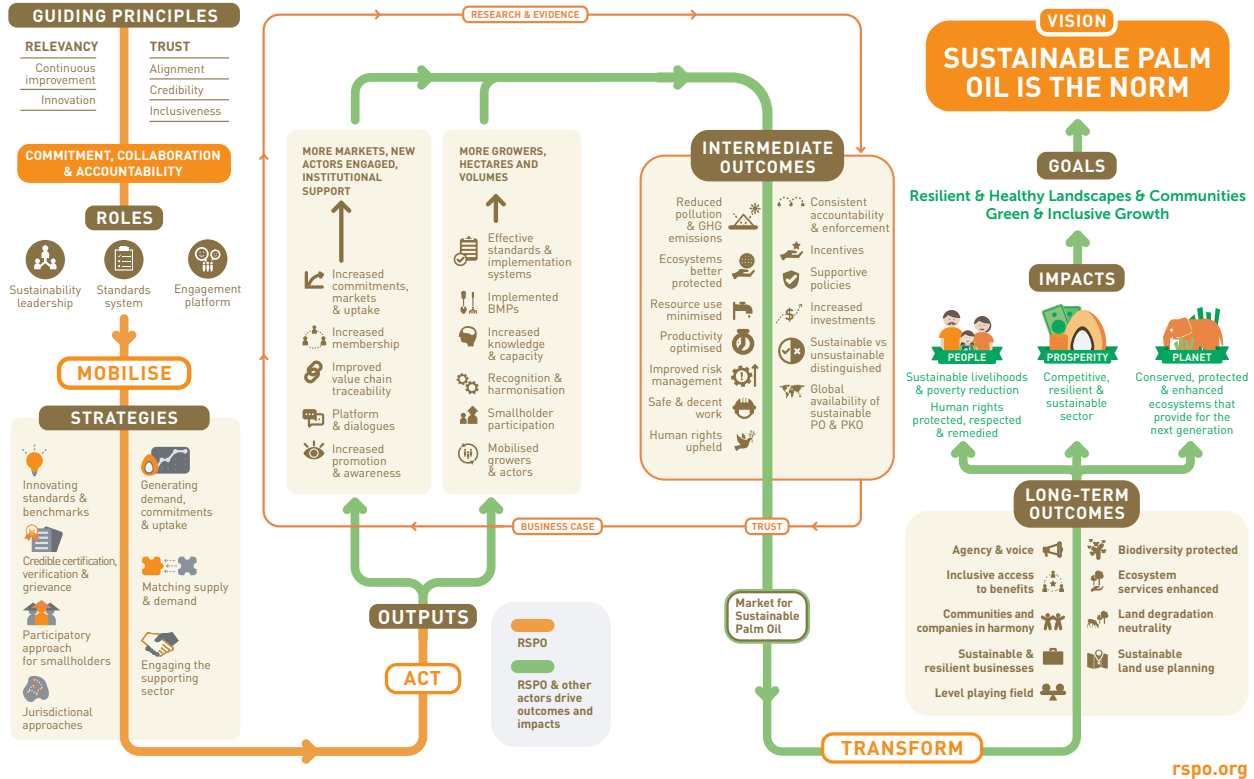 GUIDING PRINCIPLES
RELEVANCY
Continuous
improvement
Innovation
TRUST
Alignment
Credibility
Inclusiveness
COMMITMENT, COLLABORATION
& ACCOUNTABILITY
ROLES
Sustainability
leadership
Standards
system
Engagement
platform
MOBILISE
STRATEGIES
Innovating
standards &
benchmarks
Credible certification,
verification &
grievance
Participatory
approach
for smallholders
Jurisdictional
approaches
Generating
demand,
commitments
& uptake
Matching supply
& demand
Engaging the
supporting
sector
RESEARCH & EVIDENCE
MORE MARKETS, NEW
ACTORS ENGAGED,
INSTITUTIONAL
SUPPORT
Increased
commitments,
markets
& uptake
Increased
membership
Improved
value chain
traceability
Platform
& dialogues
Increased
promotion
& awareness
MORE GROWERS,
HECTARES AND
VOLUMES
Effective
standards &
implementation
systems
Implemented
BMPs
Increased
knowledge
& capacity
Recognition &
harmonisation
Smallholder
participation
Mobilised
growers
& actors
BUSINESS CASE
TRUST
OUTPUTS
ACT
RSPO
RSPO & other
actors drive
outcomes and
impacts
INTERMEDIATE
OUTCOMES
Reduced
pollution
& GHG
emissions
Ecosystems
better
protected
Resource use
minimised
Productivity
optimised
Improved risk
management
Safe & decent
work
Human rights
upheld
Consistent
accountability
& enforcement
Incentives
Supportive
policies
Increased
investments
Sustainable vs
unsustainable
distinguished
Global
availability of
sustainable
PO & PKO
Market for
Sustainable
Palm Oil
TRANSFORM
VISION
SUSTAINABLE PALM
OIL IS THE NORM
GOALS
Resilient & Healthy Landscapes & Communities
Green & Inclusive Growth
IMPACTS
PEOPLE
Sustainable livelihoods
& poverty reduction
Human rights
protected, respected
& remedied
PROSPERITY
Competitive,
resilient &
sustainable
sector
PLANET
Conserved, protected
& enhanced
ecosystems that
provide for the
next generation
LONG-TERM
OUTCOMES
Agency & voice
Inclusive access
to benefits
Communities and
companies in harmony
Sustainable &
resilient businesses
Level playing field
Biodiversity protected
Ecosystem
services enhanced
Land degradation
neutrality
Sustainable
land use planning
rspo.org